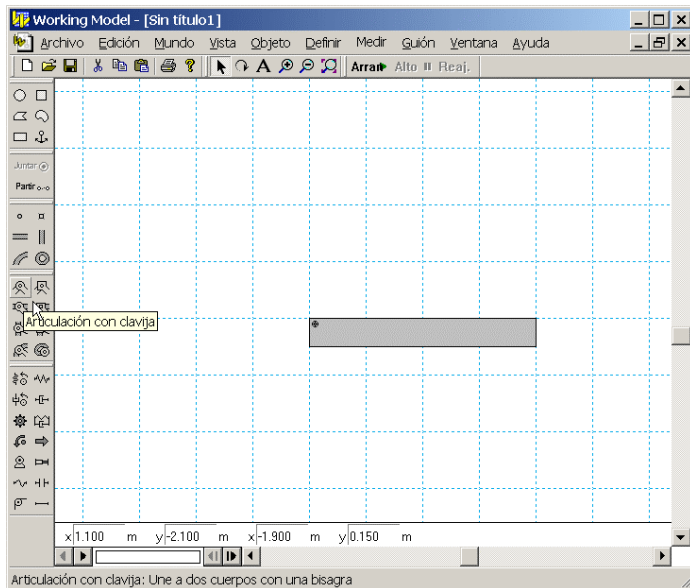 Working Model - [Sin título1]
Archivo Edición Mundo Vista Objeto Definir Medir Guión Ventana Ayuda
A Arran Alto Reaj.
Juntar
Partir
Articulación con clavija
x 1.100 m y -2.100 m x -1.900 m y 0.150 m
Articulación con clavija: Une a dos cuerpos con una bisagra